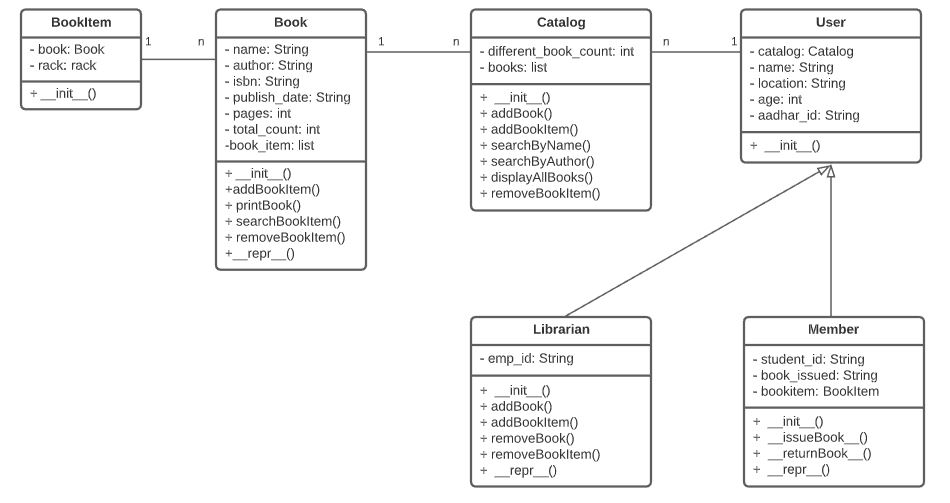 BookItem
- book: Book
- rack: rack
+ __init__()
1
n
Book
- name: String
- author: String
- isbn: String
- publish_date: String
- pages: int
- total_count: int
-book_item: list
+ __init__()
+addBookItem()
+ printBook()
+ searchBookItem()
+ removeBookItem()
+__repr__()
1
n
Catalog
- different_book_count: int
- books: list
+ __init__()
+ addBook()
+ addBookItem()
+ searchByName()
+ searchByAuthor()
+ displayAllBooks()
+ removeBookItem()
n
1
User
- catalog: Catalog
- name: String
- location: String
- age: int
- aadhar_id: String
+ __init__()
Librarian
- emp_id: String
+ __init__()
+ addBook()
+ addBookItem()
+ removeBook()
+ removeBookItem()
+ __repr__()
Member
- student_id: String
- book_issued: String
- bookitem: BookItem
+ __init__()
+ __issueBook__()
+ __returnBook__()
+ __repr__()